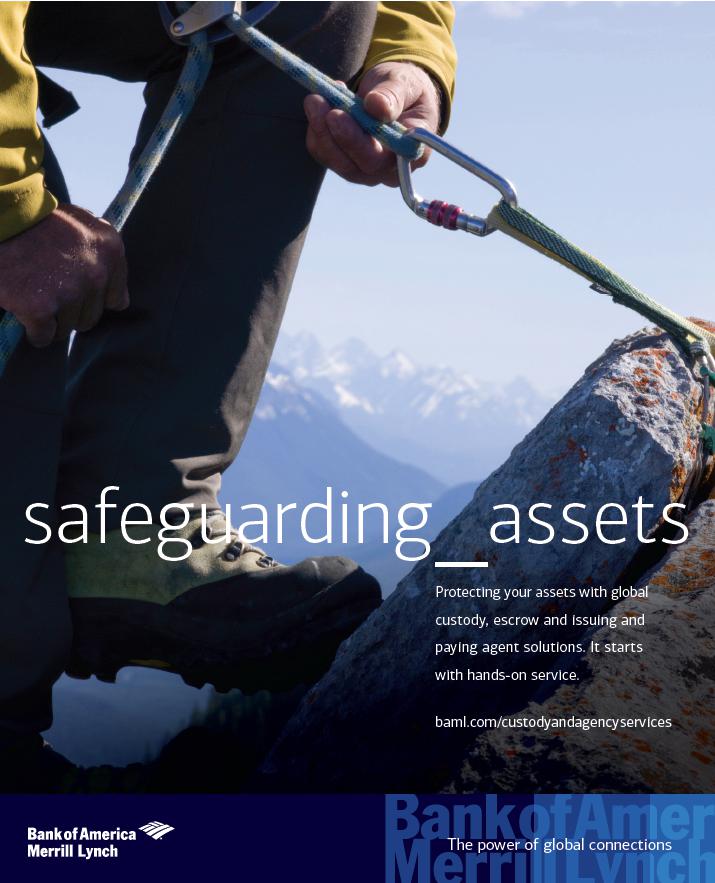 safeguarding_assets
Protecting your assets with global
custody, escrow and issuing and
paying agent solutions. It starts
with hands-on service.
baml.com/custodyandagencyservices
Bank of America
Merrill Lynch
Bank of Amer
Merrill Lynch
The power of global connections